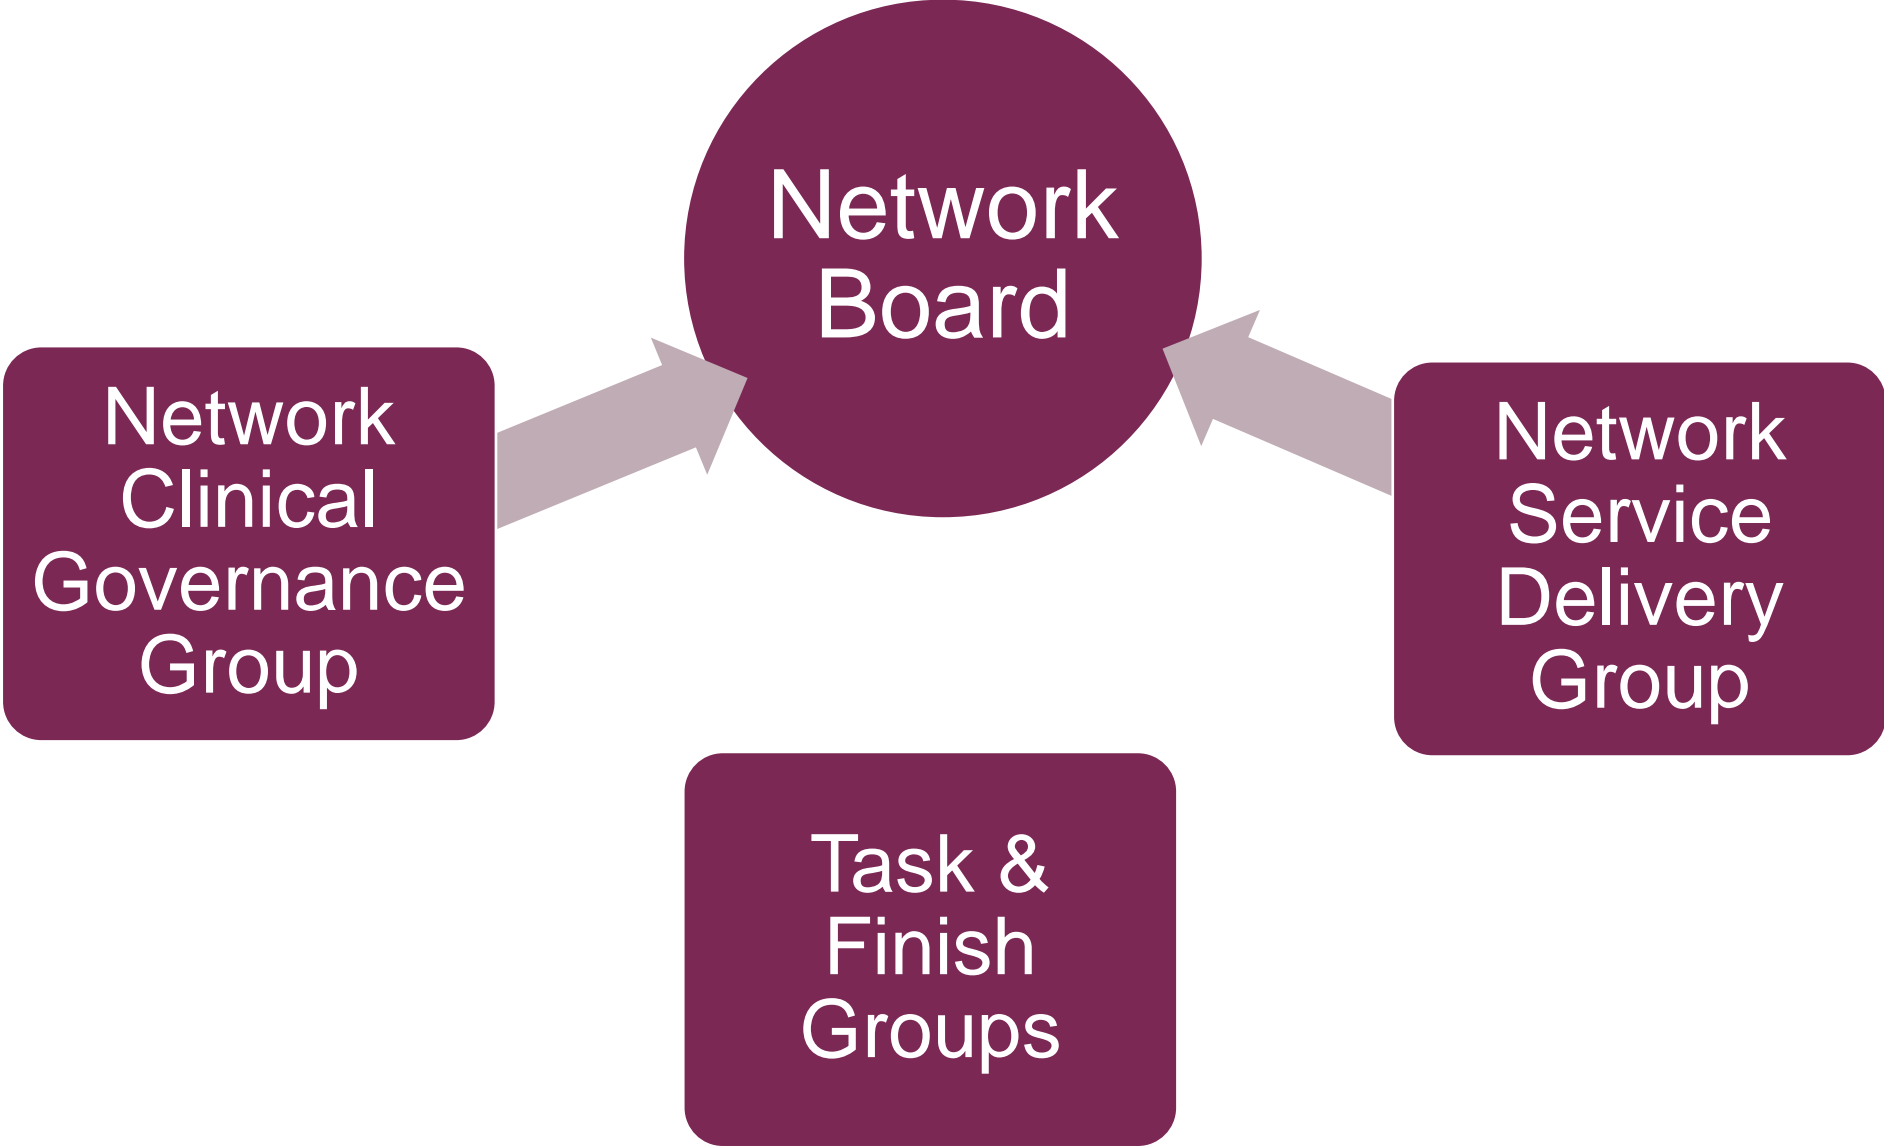 Network
Board
Network
Clinical
Governance
Group
Network
Service
Delivery
Group
Task &
Finish
Groups